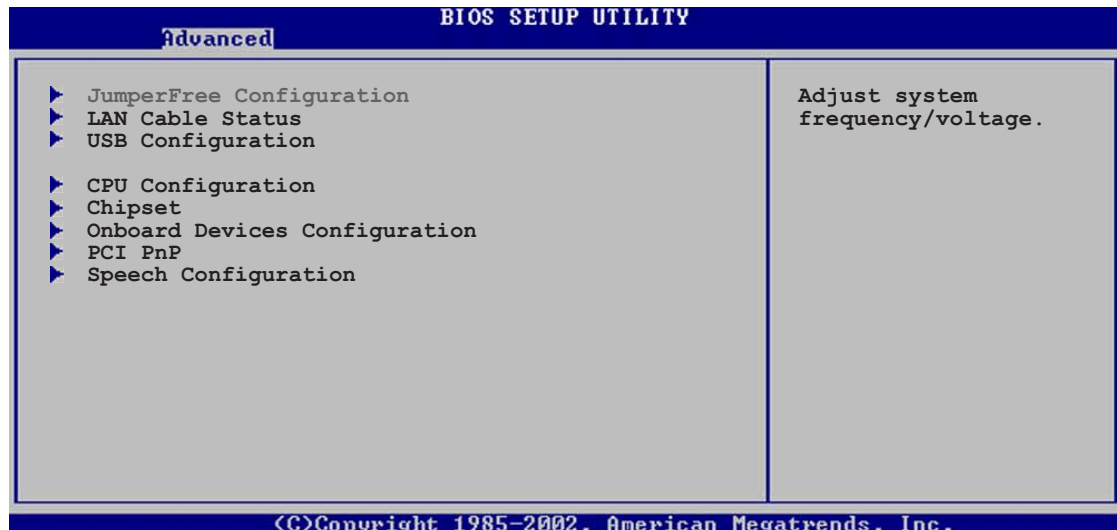 BIOS SETUP UTILITY
Advanced
JumperFree Configuration
LAN Cable Status
USB Configuration
CPU Configuration
Chipset
Onboard Devices Configuration
PCI PnP
Speech Configuration
Adjust system
frequency/voltage.
(C)Copyright 1985-2002, American Megatrends, Inc.